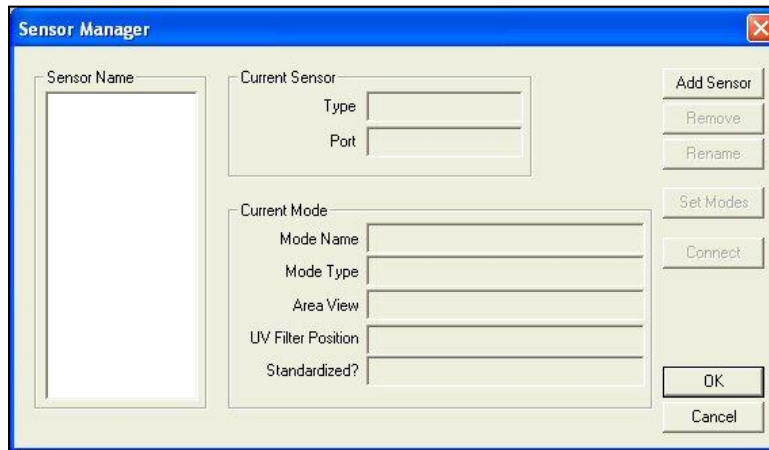 Sensor Manager
Sensor Name
Current Sensor
Type
Port
Current Mode
Mode Name
Mode Type
Area View
UV Filter Position
Standardized?
Add Sensor
Remove
Rename
Set Modes
Connect
OK
Cancel